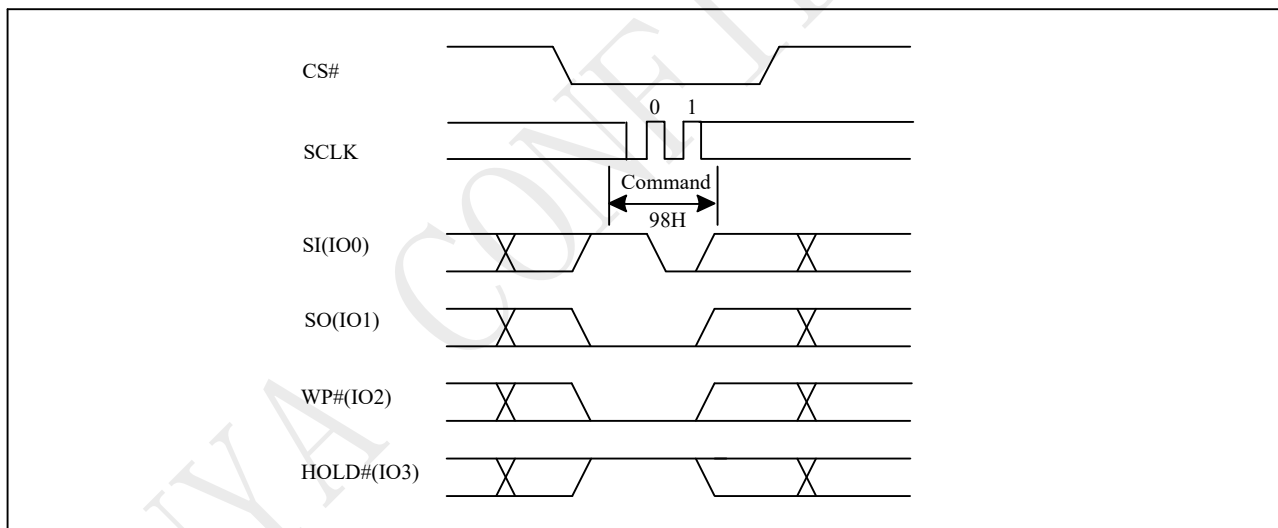 CS#
0 1
SCLK
Command
98H
SI(IO0)
SO(IO1)
WP#(IO2)
HOLD#(IO3)